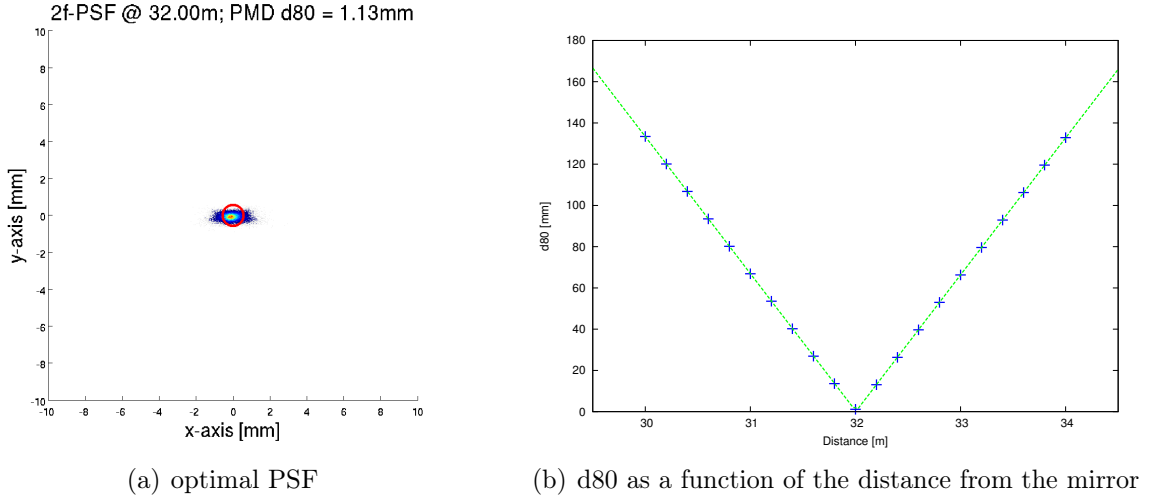 2f-PSF @ 32.00m; PMD d80 = 1.13mm
10
8
6
4
2
0
-2
-4
-6
-8
-10
-10 -8 -6 -4 -2 0 2 4 6 8 10
y-axis [mm]
x-axis [mm]
(a) optimal PSF
180
160
140
120
100
80
60
40
20
0
30 31 32 33 34
d80 [mm]
Distance [m]
(b) d80 as a function of the distance from the mirror